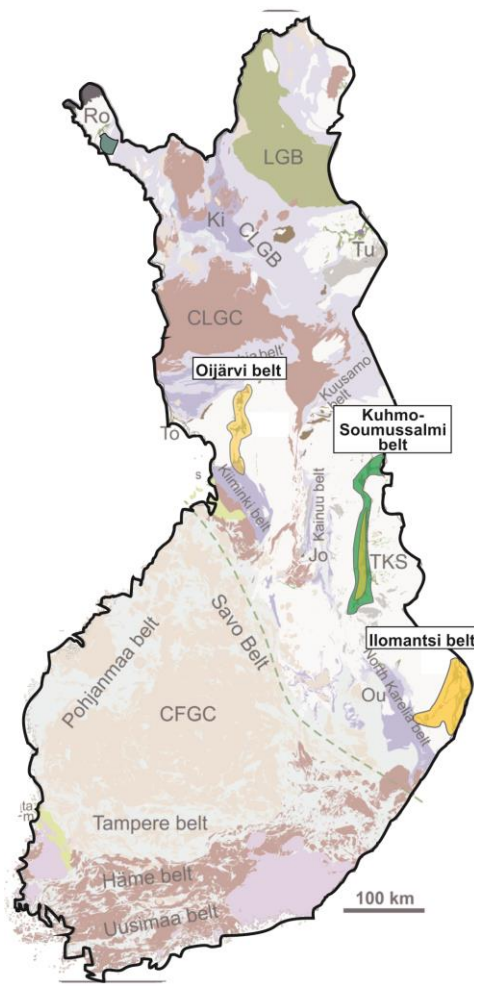 Ro
LGB
Ki
CLGB
Tu
CLGC
belt
Oijärvi belt
Kuusamo
belt
Kuhmo-
Soumussalmi
belt
To
s
Kiiminki belt
Kainuu belt
Jo
TKS
Savo Belt
Pohjanmaa belt
Ilomantsi belt
North Karelia belt
Ou
CFGC
ta
m
Tampere belt
Häme belt
Uusimaa belt
100 km